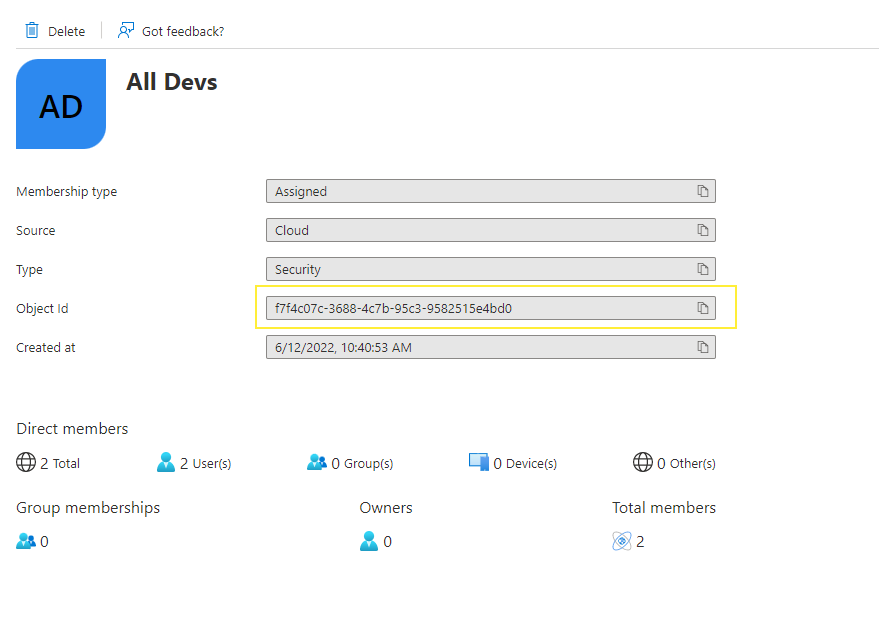 Delete Got feedback?
AD
All Devs
Membership type Assigned
Source Cloud
Type Security
Object Id f7f4c07c-3688-4c7b-95c3-9582515e4bd0
Created at 6/12/2022, 10:40:53 AM
Direct members
2 Total 2 User(s) 0 Group(s) 0 Device(s) 0 Other(s)
Group memberships Owners Total members
0 0 2